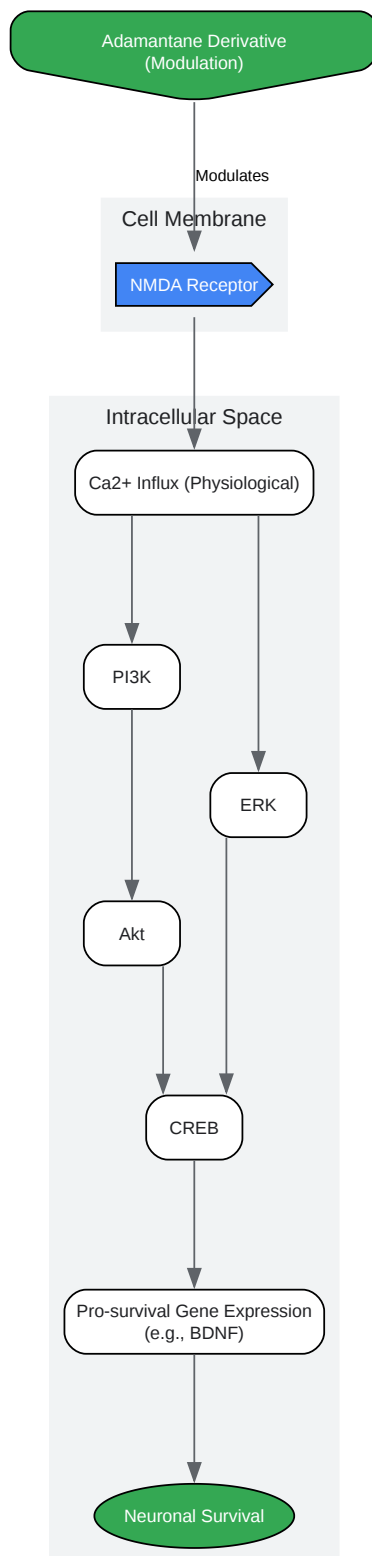 Adamantane Derivative
(Modulation)
Modulates
Cell Membrane
NMDA Receptor
Intracellular Space
Ca2+ Influx (Physiological)
PI3K
ERK
Akt
CREB
Pro-survival Gene Expression
(e.g., BDNF)
Neuronal Survival